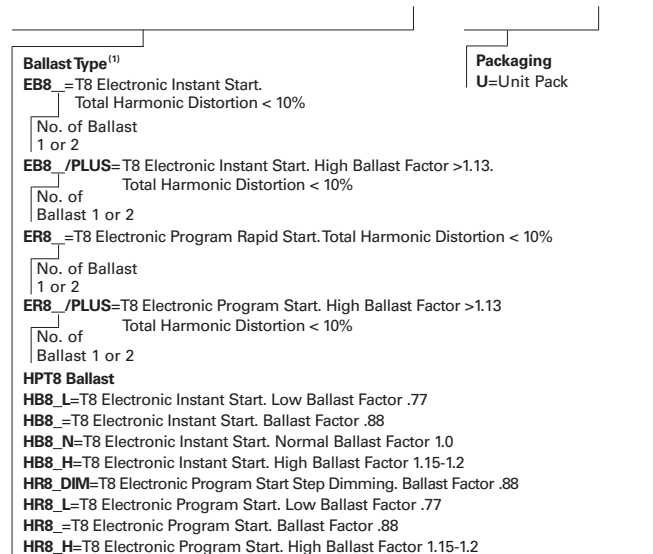 Ballast Type(1)
EB8_=T8 Electronic Instant Start.
Total Harmonic Distortion < 10%
No. of Ballast
1 or 2
EB8_/PLUS=T8 Electronic Instant Start. High Ballast Factor >1.13.
Total Harmonic Distortion < 10%
No. of
Ballast 1 or 2
ER8_=T8 Electronic Program Rapid Start. Total Harmonic Distortion < 10%
No. of Ballast
1 or 2
ER8_/PLUS=T8 Electronic Program Start. High Ballast Factor >1.13
Total Harmonic Distortion < 10%
No. of
Ballast 1 or 2
HPT8 Ballast
HB8_L=T8 Electronic Instant Start. Low Ballast Factor .77
HB8_=T8 Electronic Instant Start. Ballast Factor .88
HB8_N=T8 Electronic Instant Start. Normal Ballast Factor 1.0
HB8_H=T8 Electronic Instant Start. High Ballast Factor 1.15-1.2
HR8_DIM=T8 Electronic Program Start Step Dimming. Ballast Factor .88
HR8_L=T8 Electronic Program Start. Low Ballast Factor .77
HR8_=T8 Electronic Program Start. Ballast Factor .88
HR8_H=T8 Electronic Program Start. High Ballast Factor 1.15-1.2
Packaging
U=Unit Pack